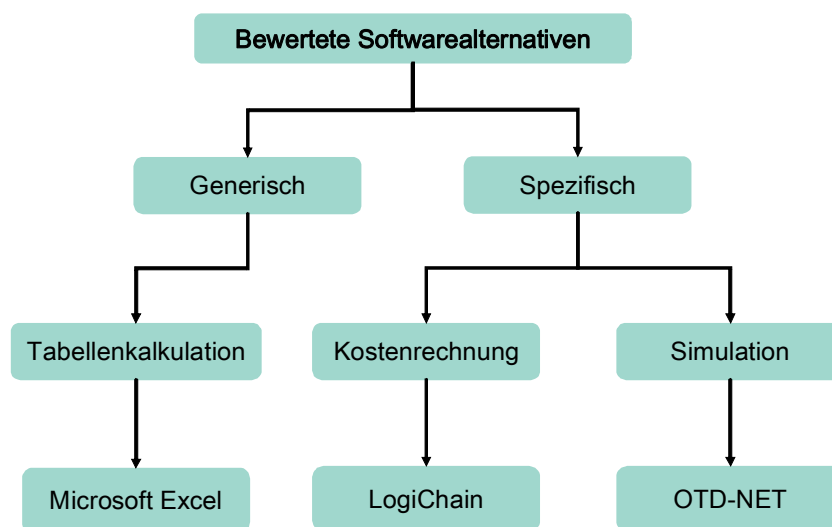 Bewertete Softwarealternativen
Generisch
Spezifisch
Tabellenkalkulation
Kostenrechnung
Simulation
Microsoft Excel
LogiChain
OTD-NET